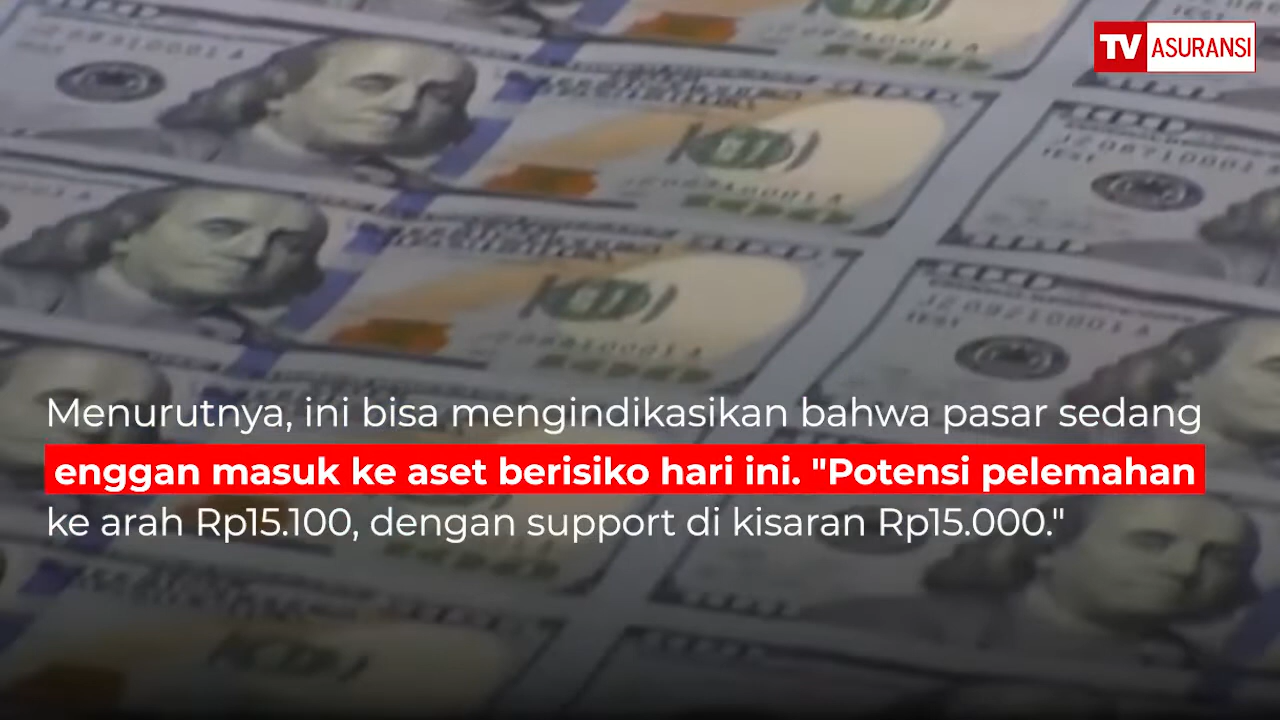 TV ASURANSI
Menurutnya, ini bisa mengindikasikan bahwa pasar sedang
enggan masuk ke aset berisiko hari ini. "Potensi pelemahan
ke arah Rp15.100, dengan support di kisaran Rp15.000."